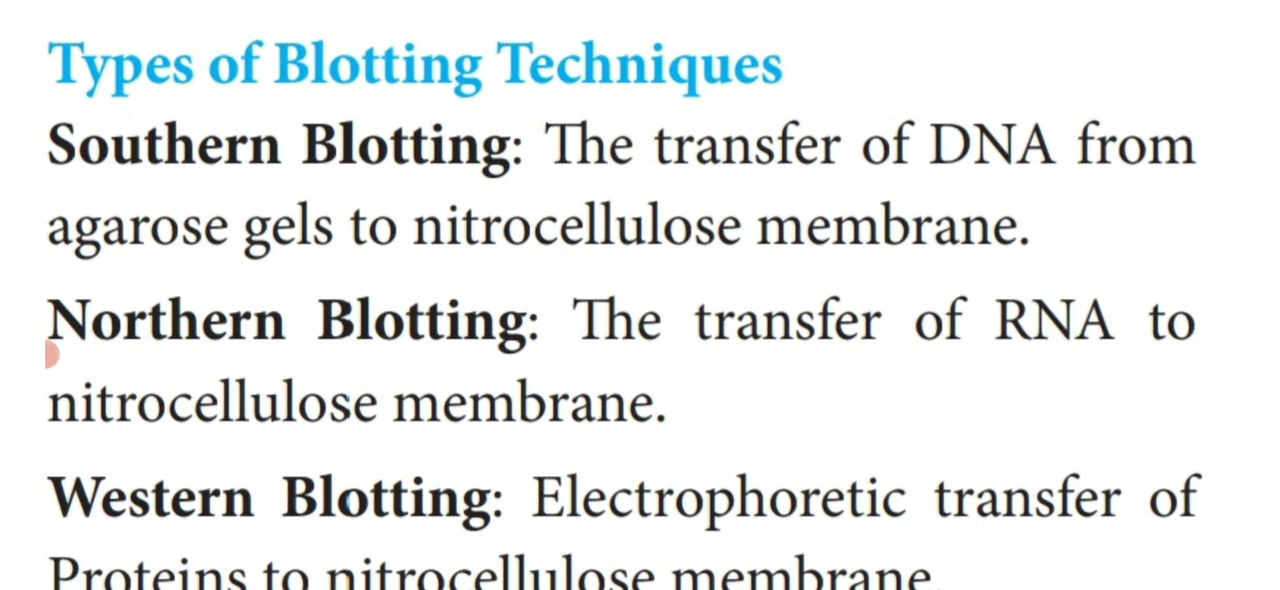 Types of Blotting Techniques
Southern Blotting: The transfer of DNA from
agarose gels to nitrocellulose membrane.
Northern Blotting: The transfer of RNA to
nitrocellulose membrane.
Western Blotting: Electrophoretic transfer of
Proteins to nitrocellulose membrane.